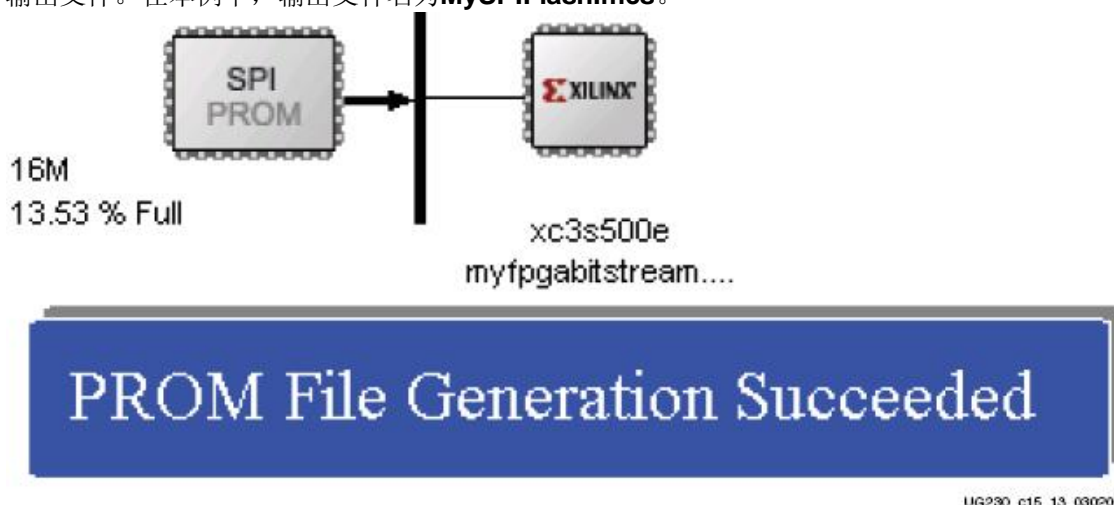 输出文件。在本例中，输出文件名为MySPIFlash.mcs。
SPI
PROM
XILINX
16M
13.53 % Full
xc3s500e
myfpgabitstream....
PROM File Generation Succeeded
UG230_c15_13_03020